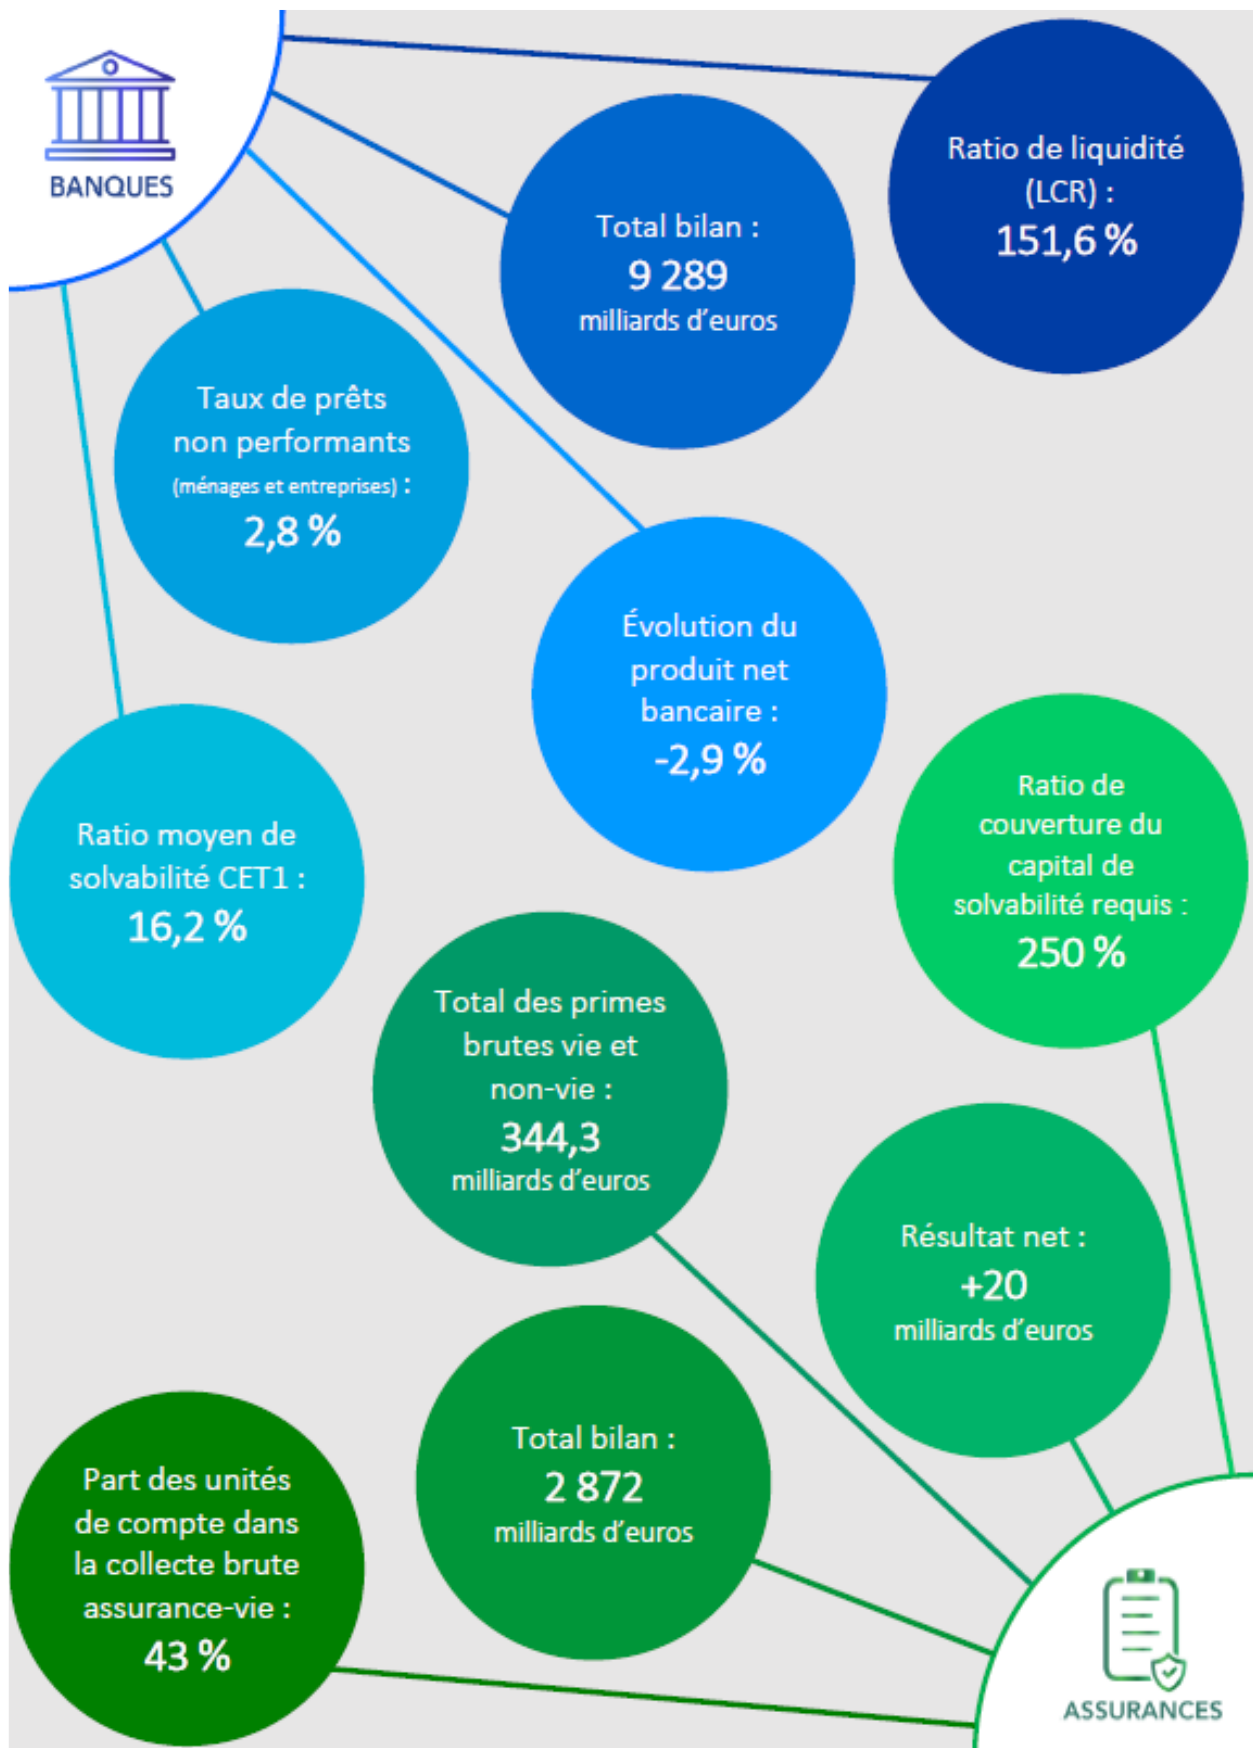 BANQUES
Ratio de liquidité
(LCR) :
151,6 %
Total bilan :
9 289
milliards d’euros
Taux de prêts
non performants
(ménages et entreprises) :
2,8 %
Évolution du
produit net
bancaire :
-2,9 %
Ratio moyen de
solvabilité CET1 :
16,2 %
Ratio de
couverture du
capital de
solvabilité requis :
250 %
Total des primes
brutes vie et
non-vie :
344,3
milliards d’euros
Résultat net :
+20
milliards d’euros
Total bilan :
2 872
milliards d’euros
Part des unités
de compte dans
la collecte brute
assurance-vie :
43 %
ASSURANCES